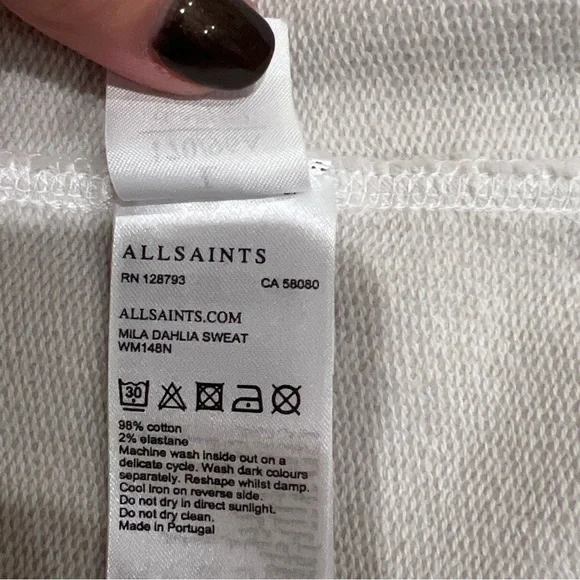 ALLSAINTS
RN 128793 CA 58080
ALLSAINTS.COM
MILA DAHLIA SWEAT
WM148N
30
98% cotton
2% elastane
Machine wash inside out on a
delicate cycle. Wash dark colours
separately. Reshape whilst damp.
Cool Iron on reverse side.
Do not dry in direct sunlight.
Do not dry clean.
Made in Portugal